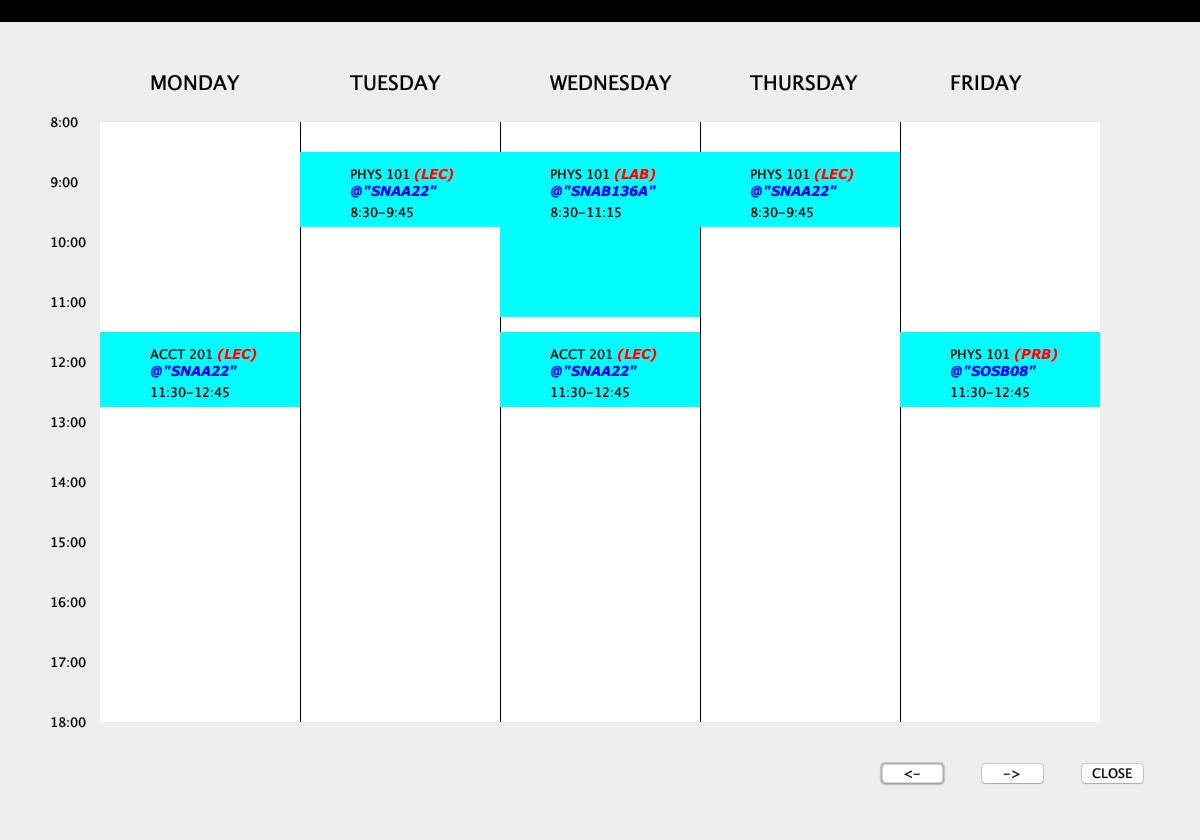 MONDAY TUESDAY WEDNESDAY THURSDAY FRIDAY
8:00
PHYS 101 (LEC) PHYS 101 (LAB) PHYS 101 (LEC)
9:00
@"SNAA22" @"SNAB136A" @"SNAA22"
8:30-9:45 8:30-11:15 8:30-9:45
10:00
11:00
ACCT 201 (LEC) ACCT 201 (LEC) PHYS 101 (PRB)
12:00
@"SNAA22" @"SNAA22" @"SOSB08"
11:30-12:45 11:30-12:45 11:30-12:45
13:00
14:00
15:00
16:00
17:00
18:00
<- -> CLOSE